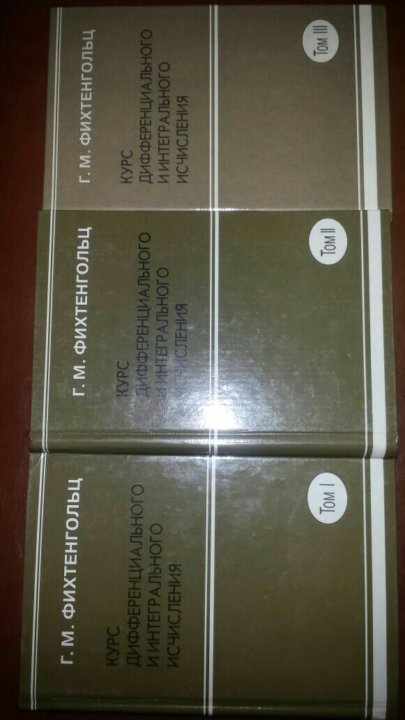 Г. М. ФИХТЕНГОЛЬЦ
КУРС
ДИФФЕРЕНЦИАЛЬНОГО
И ИНТЕГРАЛЬНОГО
ИСЧИСЛЕНИЯ
ТОМ III
Г. М. ФИХТЕНГОЛЬЦ
КУРС
ДИФФЕРЕНЦИАЛЬНОГО
И ИНТЕГРАЛЬНОГО
ИСЧИСЛЕНИЯ
ТОМ II
Г. М. ФИХТЕНГОЛЬЦ
КУРС
ДИФФЕРЕНЦИАЛЬНОГО
И ИНТЕГРАЛЬНОГО
ИСЧИСЛЕНИЯ
ТОМ I